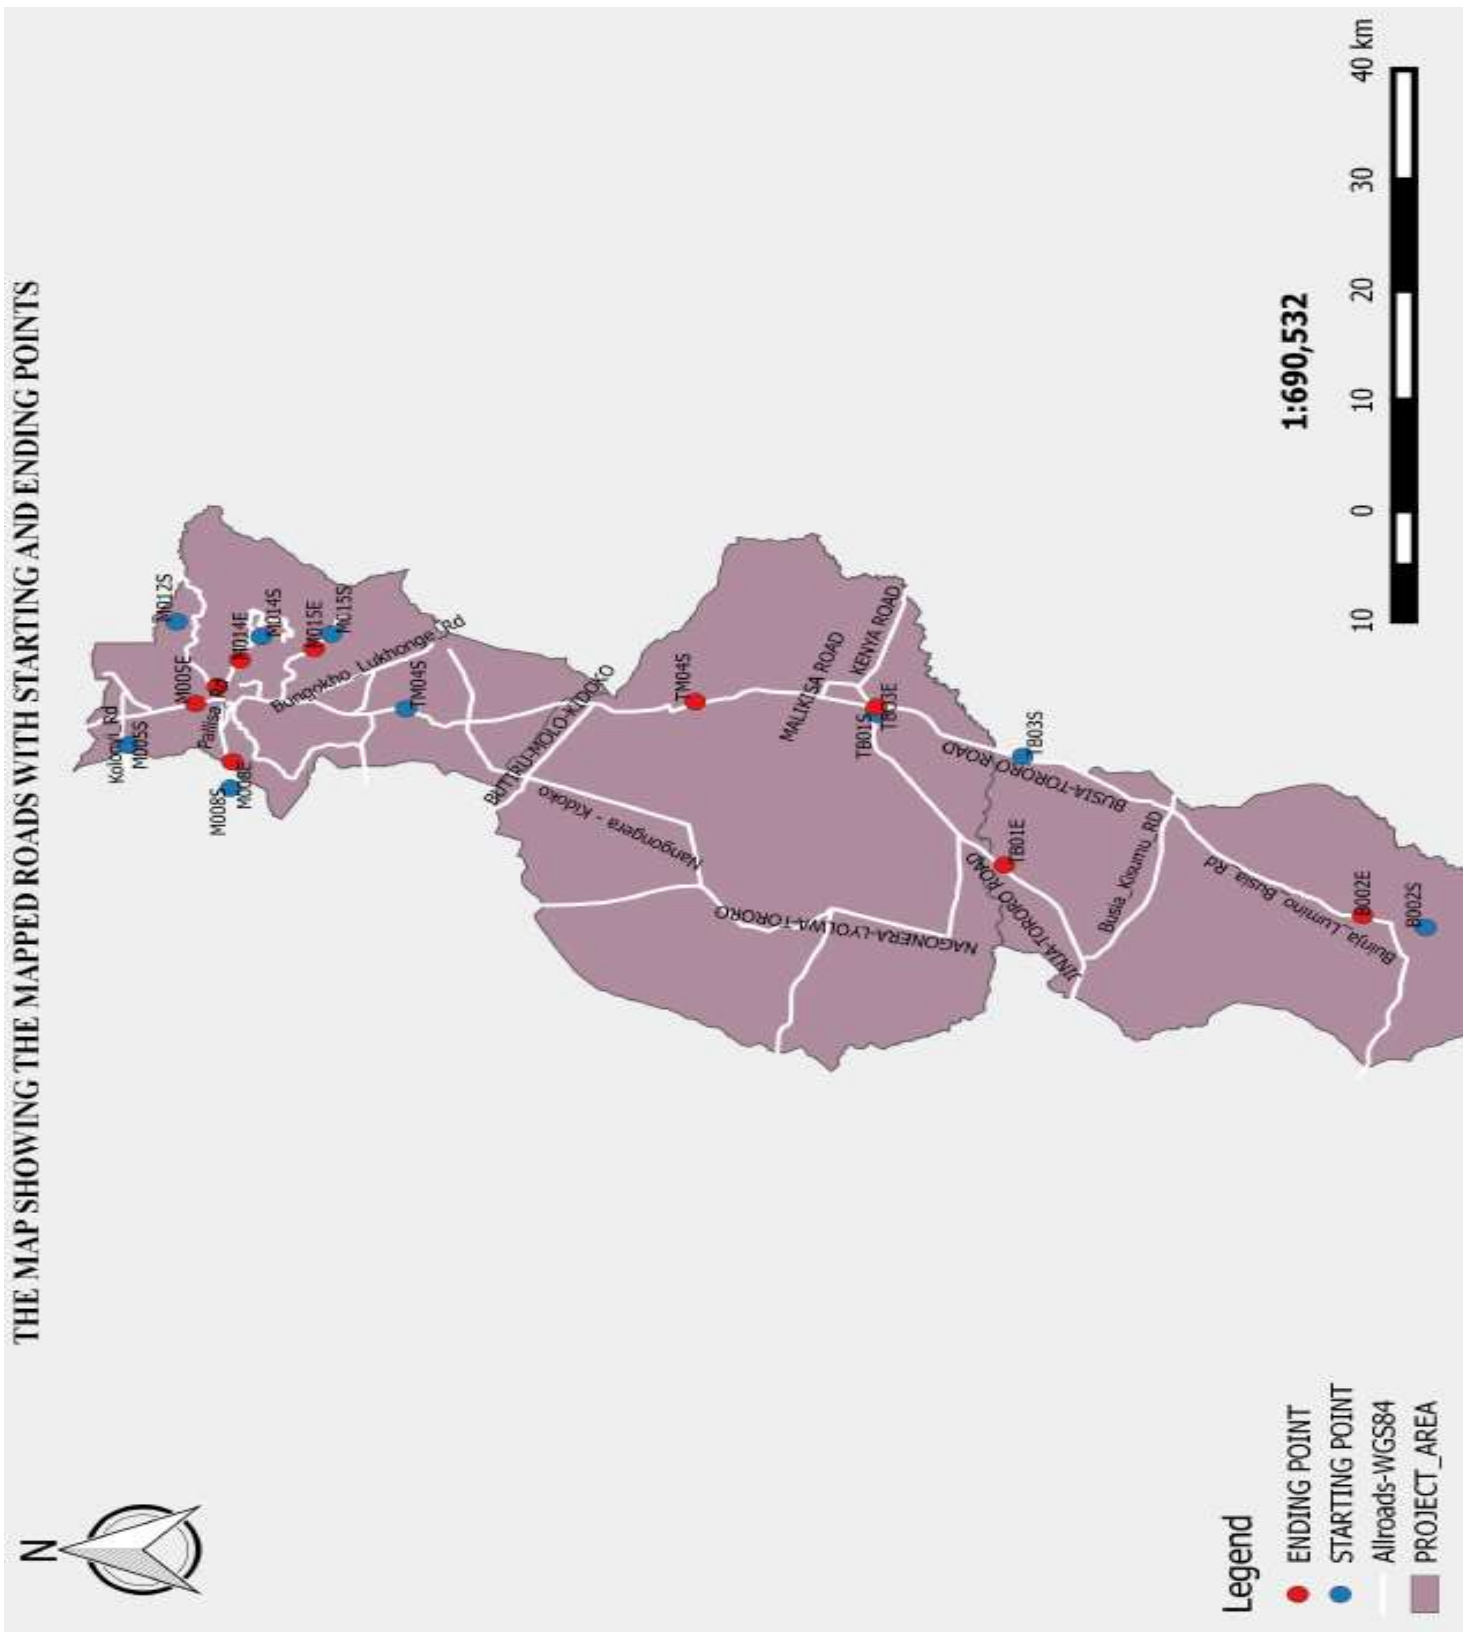 THE MAP SHOWING THE MAPPED ROADS WITH STARTING AND ENDING POINTS
N
Kolonyi_Rd
M005S
M005E
M012S
Pallisa_Rd
M014E
M014S
M008S
M008E
M015E
M015S
Bungokho_Lukhonge_Rd
TM04S
BUTIRU-MOLO-KIDOKO
TM04S
Nangongera - Kidoko
MALIKISA ROAD
KENYA ROAD
TB01S
TB03E
NAGONERA-LYOLWA-TORORO
BUSIA-TORORO ROAD
TB03S
TB01E
JINJA-TORORO ROAD
Busia_Kisumu_RD
Buinja_Lumino_Busia_Rd
B002E
B002S
1:690,532
10 0 10 20 30 40 km
Legend
ENDING POINT
STARTING POINT
Allroads-WGS84
PROJECT_AREA